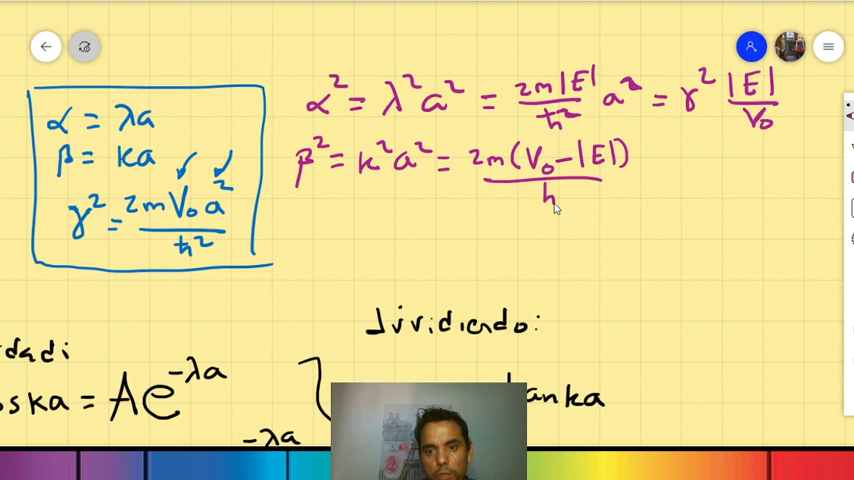 α = λa
β = ka
γ² = 2mV₀a² / ħ²
α² = λ²a² = 2m|E| / ħ² a² = γ² |E| / V₀
β² = k²a² = 2m(V₀ - |E|) / h
Dividiendo:
dadi
ska = Ae^-λa
anka
-λa